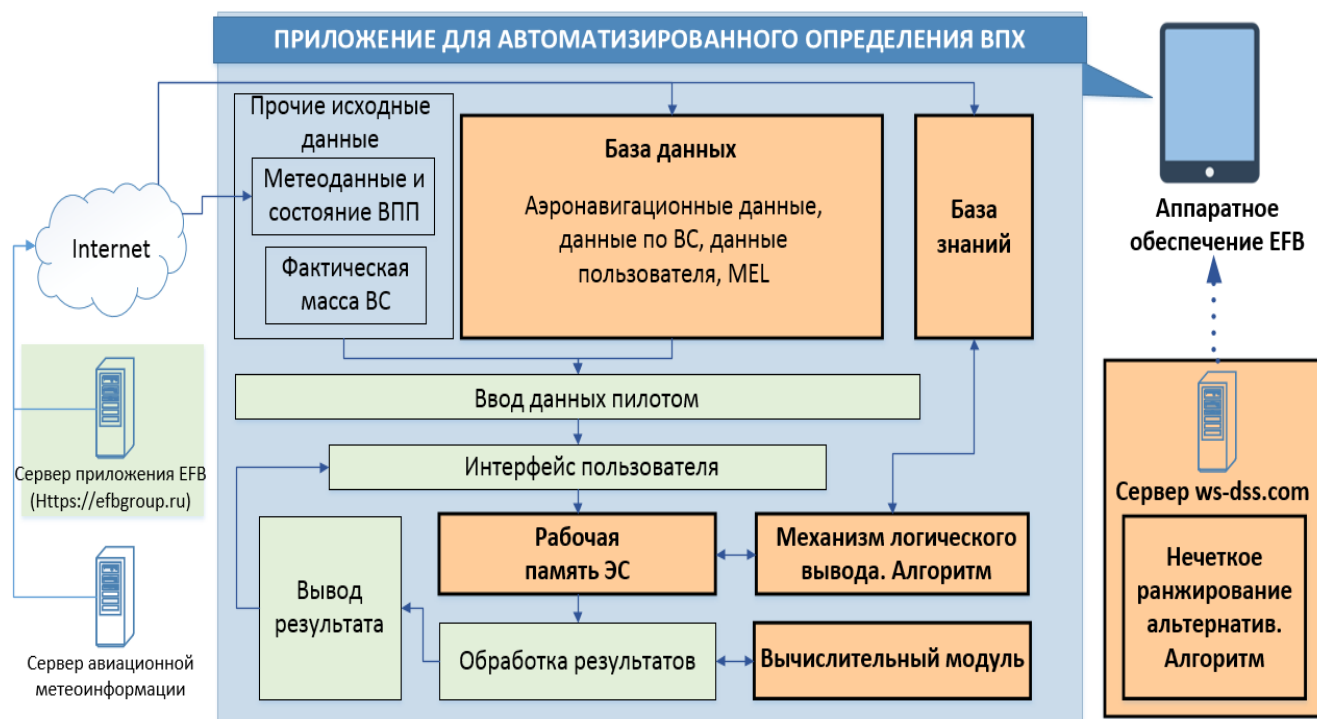 ПРИЛОЖЕНИЕ ДЛЯ АВТОМАТИЗИРОВАННОГО ОПРЕДЕЛЕНИЯ ВПХ
Прочие исходные
данные
Метеоданные и
состояние ВПП
Фактическая
масса ВС
База данных
Аэронавигационные данные,
данные по ВС, данные
пользователя, MEL
База
знаний
Аппаратное
обеспечение EFB
Internet
Ввод данных пилотом
Интерфейс пользователя
Сервер приложения EFB
(Https://efbgroup.ru)
Рабочая
память ЭС
Механизм логического
вывода. Алгоритм
Вывод
результата
Обработка результатов
Вычислительный модуль
Сервер авиационной
метеоинформации
Сервер ws-dss.com
Нечеткое
ранжирование
альтернатив.
Алгоритм